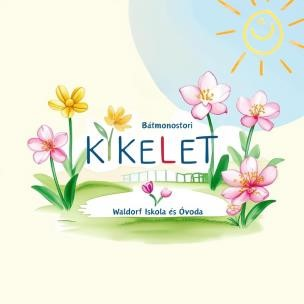 Bátmonostori
KIKELET
Waldorf Iskola és Óvoda